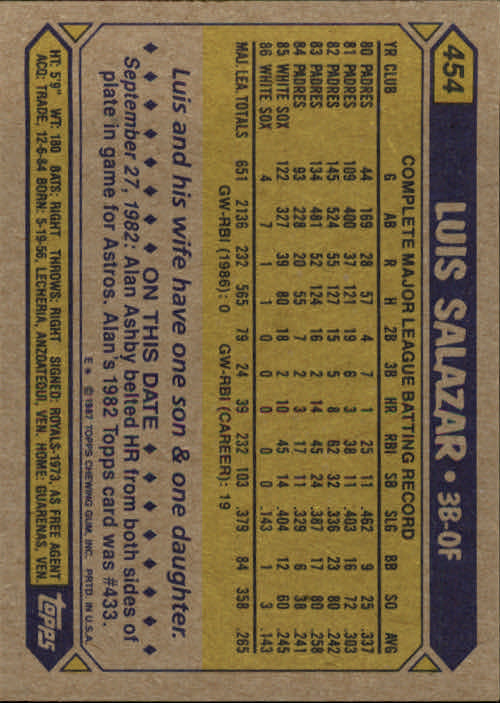 454
LUIS SALAZAR • 3B-OF
COMPLETE MAJOR LEAGUE BATTING RECORD
YR CLUB G AB R H 2B 3B HR RBI SB SLG BB SO AVG
80 PADRES 44 169 28 57 4 7 1 25 11 .462 9 25 .337
81 PADRES 109 400 37 121 19 6 3 38 11 .403 16 72 .303
82 PADRES 145 524 55 127 15 5 8 62 32 .336 23 80 .242
83 PADRES 134 481 52 124 16 2 14 45 24 .387 17 80 .258
84 PADRES 93 228 20 55 7 2 3 17 11 .329 6 38 .241
85 WHITE SOX 122 327 39 80 18 2 10 45 14 .404 12 60 .245
86 WHITE SOX 4 7 1 1 0 0 0 0 0 .143 1 3 .143
MAJ. LEA. TOTALS 651 2136 232 565 79 24 39 232 103 .379 84 358 .265
GW-RBI (1986): 0 GW-RBI (CAREER): 19
Luis and his wife have one son & one daughter.
ON THIS DATE
September 27, 1982: Alan Ashby belted HR from both sides of
plate in game for Astros. Alan's 1982 Topps card was #433.
E * © 1987 TOPPS CHEWING GUM, INC. PRTD. IN U.S.A.
HT: 5'9" WT: 180 BATS: RIGHT THROWS: RIGHT SIGNED: ROYALS-1973, AS FREE AGENT
ACQ: TRADE, 12-6-84 BORN: 5-19-56, LECHERIA, ANZOATEQUI, VEN. HOME: GUARENAS, VEN.
TOPPS